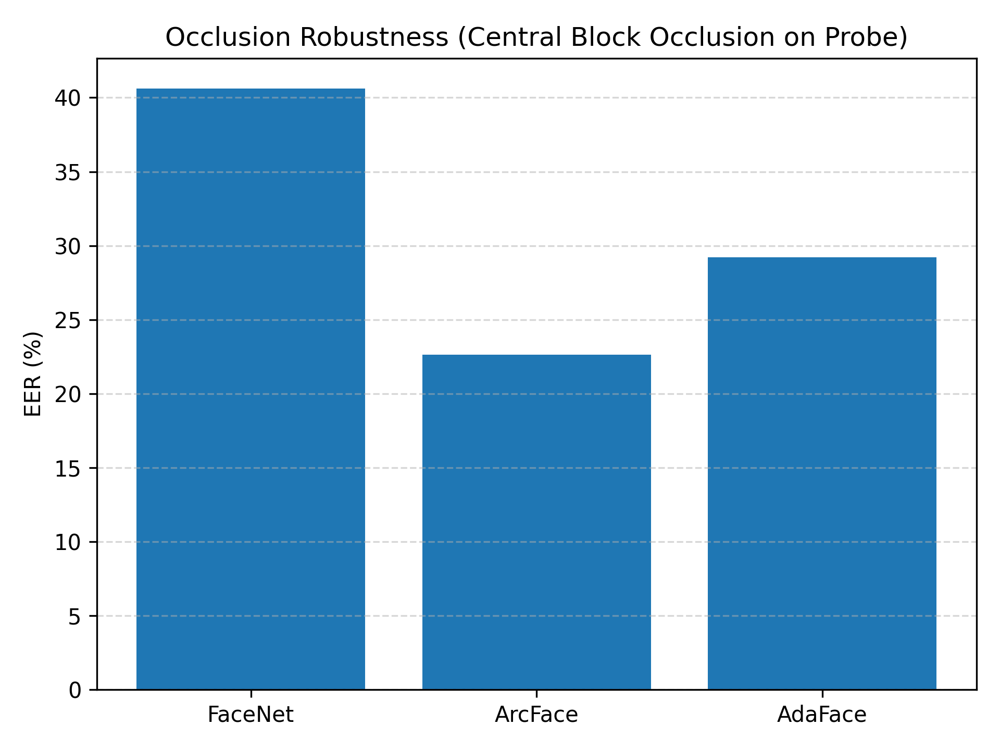 Occlusion Robustness (Central Block Occlusion on Probe)
EER (%)
40
35
30
25
20
15
10
5
0
FaceNet
ArcFace
AdaFace